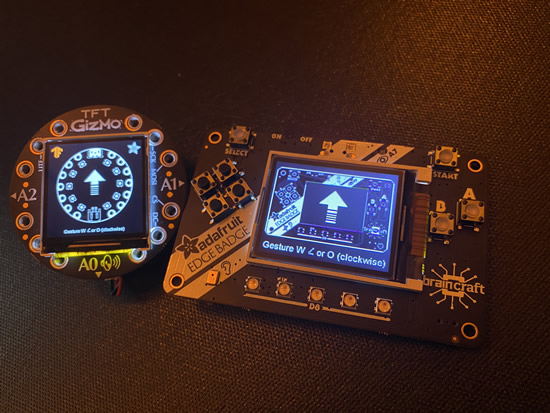 TFT
GIZMO
A2
A1
Gesture W ∠ or O (clockwise)
A0
SELECT
ON
OFF
START
B
A
adafruit
EDGE BADGE
Gesture W ∠ or O (clockwise)
D8
braincraft